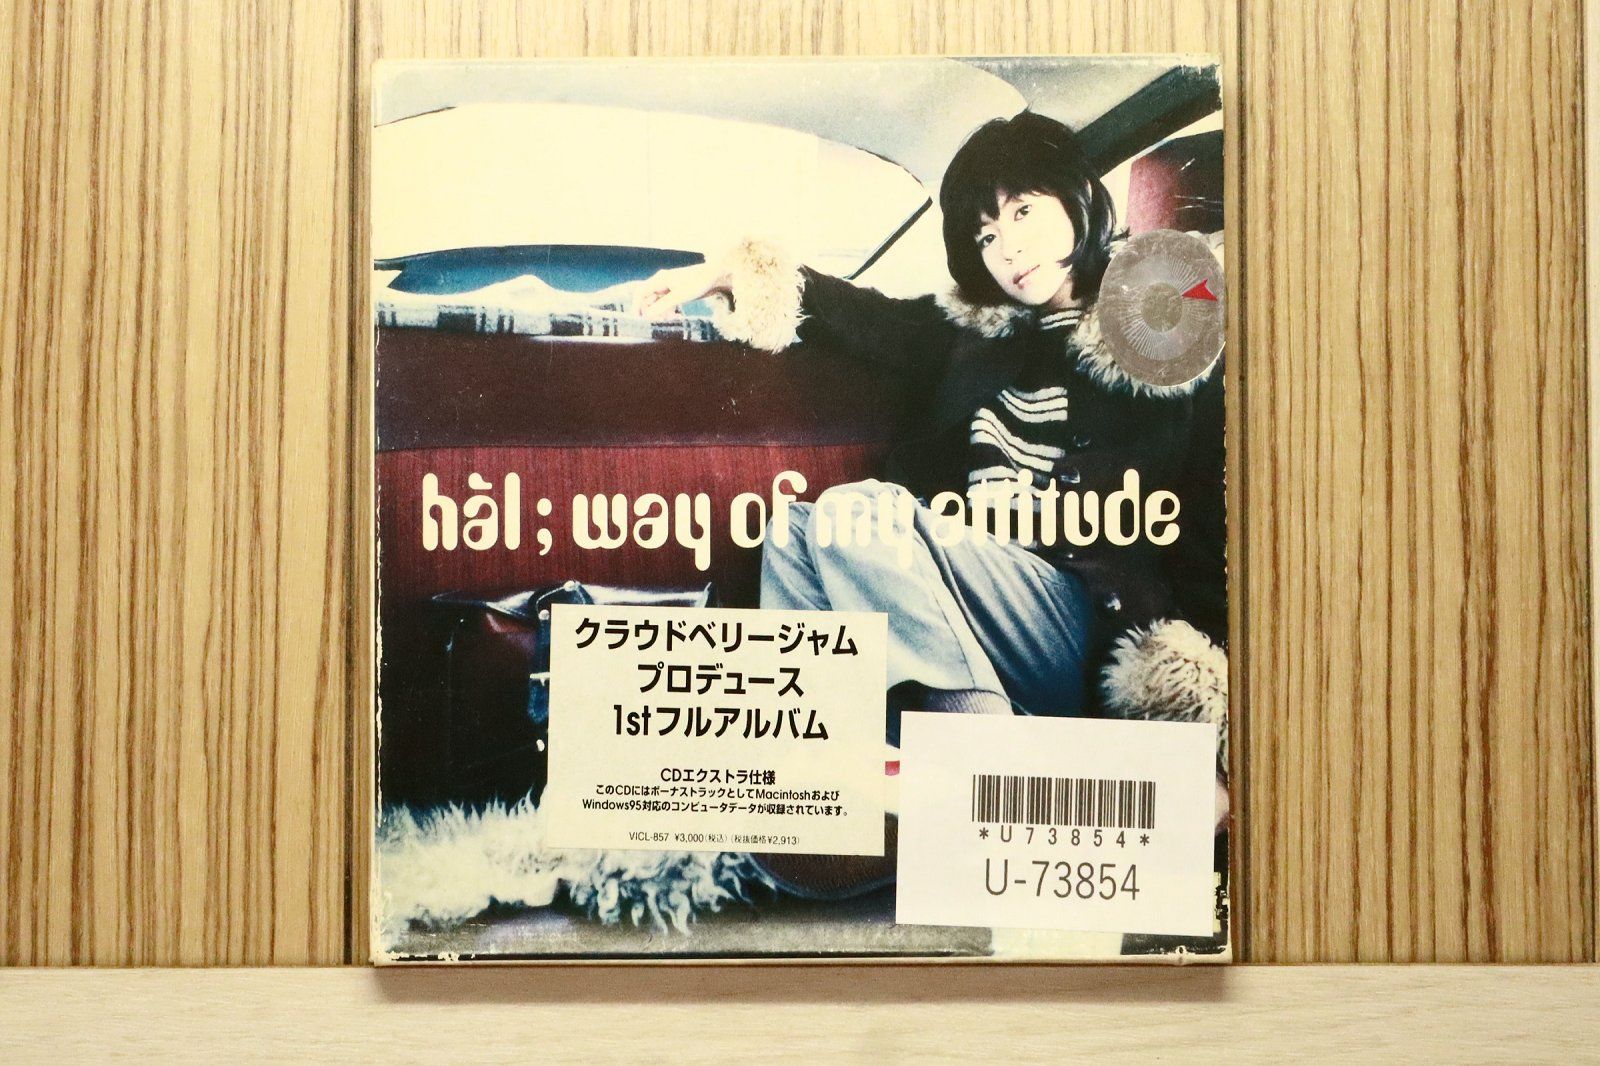 hàl ; way of my attitude
クラウドベリージャム
プロデュース
1stフルアルバム
CDエクストラ仕様
このCDにはボーナストラックとしてMacintoshおよび
Windows95対応のコンピュータデータが収録されています。
VICL-857 ¥3,000(税込) (税抜価格¥2,913)
*U73854*
U-73854